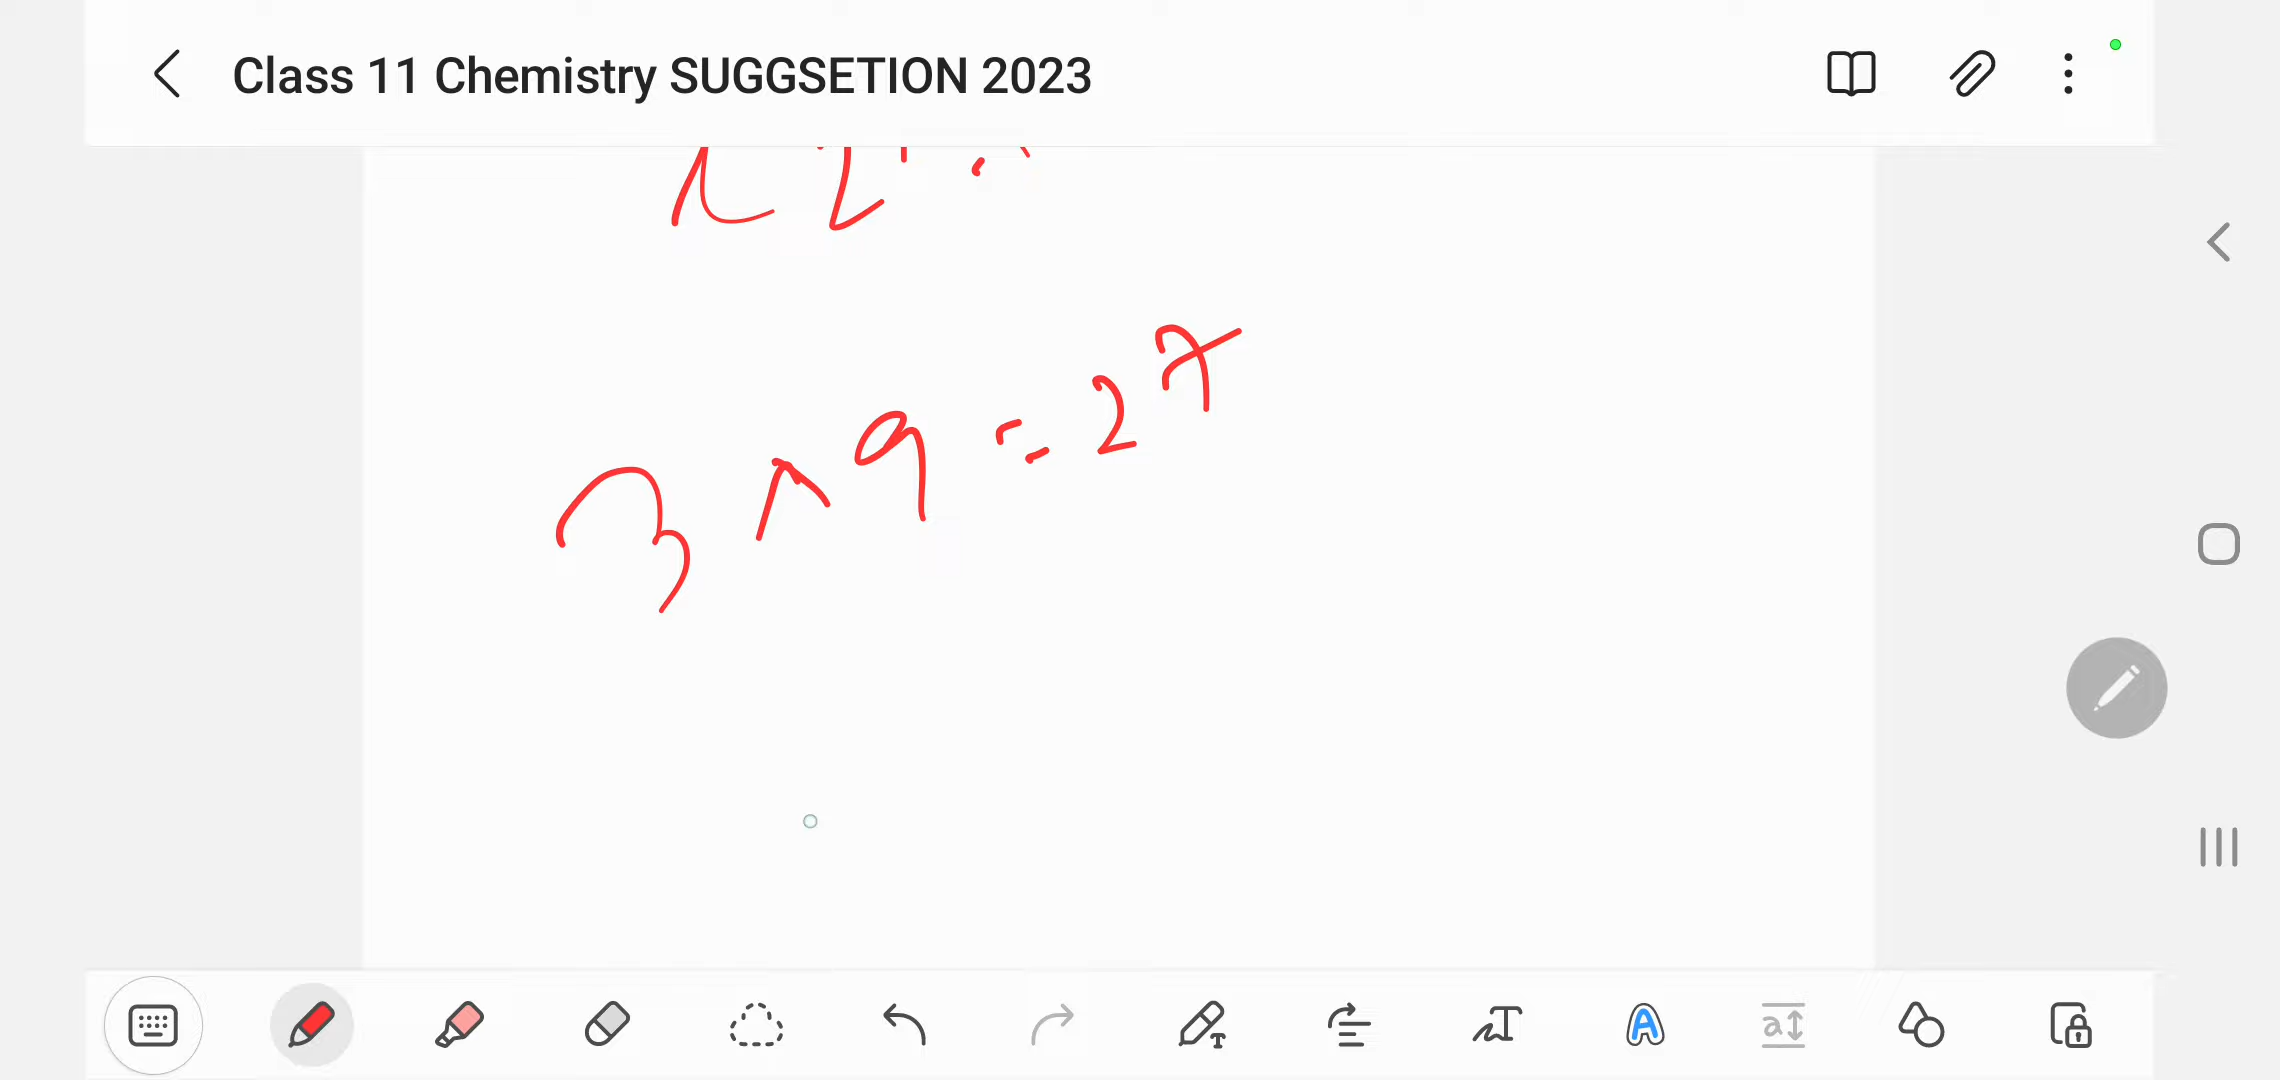 Class 11 Chemistry SUGGSETION 2023
3 × 9 = 27